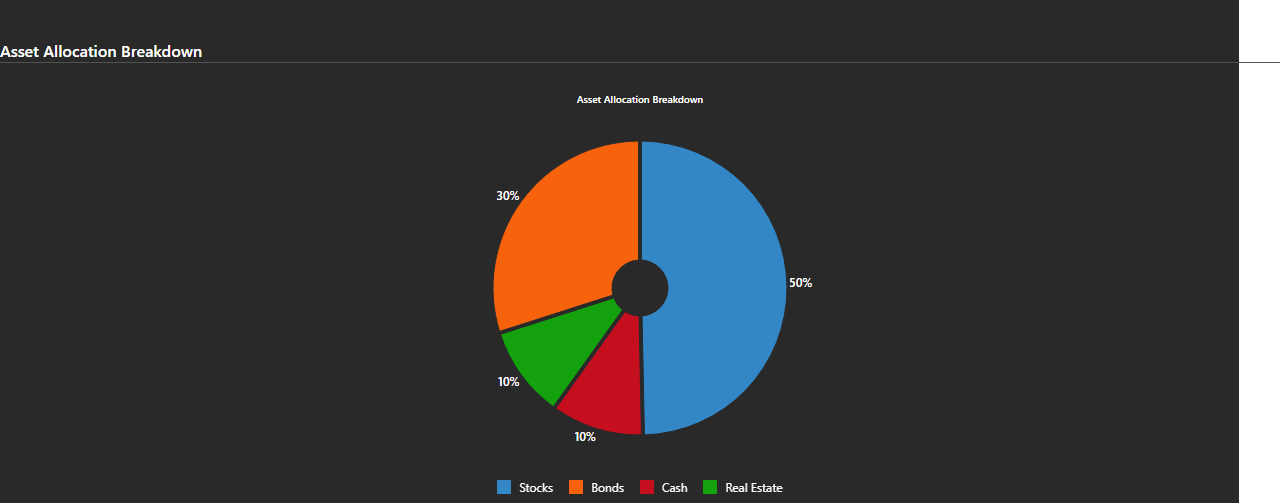 Asset Allocation Breakdown
Asset Allocation Breakdown
30%
50%
10%
10%
Stocks Bonds Cash Real Estate